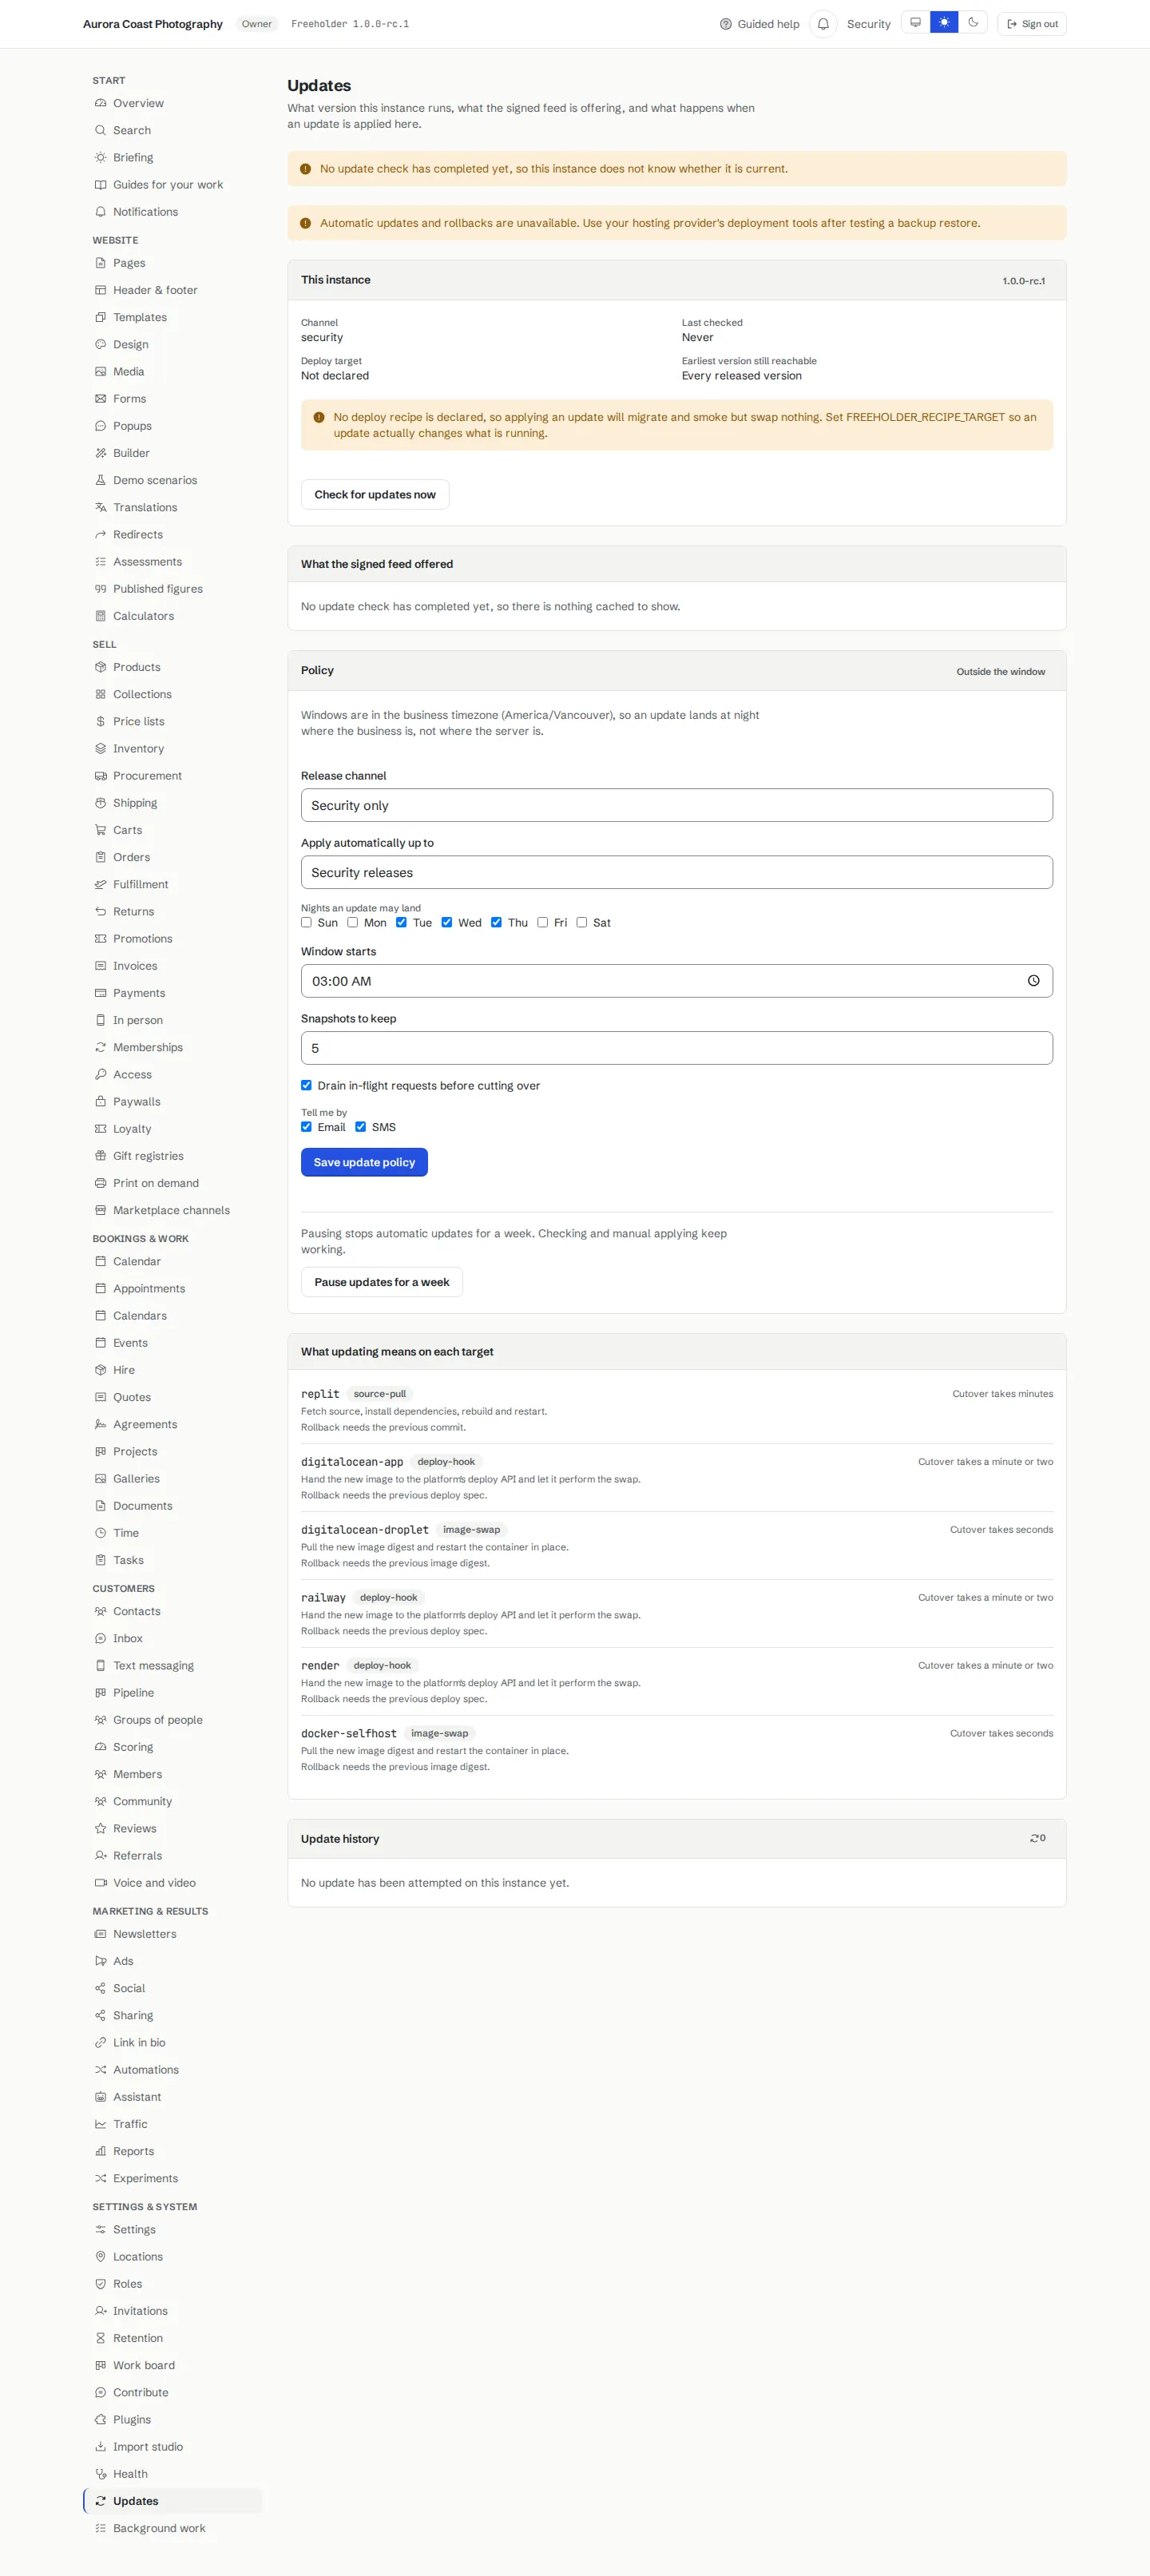 Aurora Coast Photography
Owner
Freeholder 1.0.0-rc.1
Guided help
Security
Sign out
START
Overview
Search
Briefing
Guides for your work
Notifications
WEBSITE
Pages
Header & footer
Templates
Design
Media
Forms
Popups
Builder
Demo scenarios
Translations
Redirects
Assessments
Published figures
Calculators
SELL
Products
Collections
Price lists
Inventory
Procurement
Shipping
Carts
Orders
Fulfillment
Returns
Promotions
Invoices
Payments
In person
Memberships
Access
Paywalls
Loyalty
Gift registries
Print on demand
Marketplace channels
BOOKINGS & WORK
Calendar
Appointments
Calendars
Events
Hire
Quotes
Agreements
Projects
Galleries
Documents
Time
Tasks
CUSTOMERS
Contacts
Inbox
Text messaging
Pipeline
Groups of people
Scoring
Members
Community
Reviews
Referrals
Voice and video
MARKETING & RESULTS
Newsletters
Ads
Social
Sharing
Link in bio
Automations
Assistant
Traffic
Reports
Experiments
SETTINGS & SYSTEM
Settings
Locations
Roles
Invitations
Retention
Work board
Contribute
Plugins
Import studio
Health
Updates
Background work
Updates
What version this instance runs, what the signed feed is offering, and what happens when
an update is applied here.
No update check has completed yet, so this instance does not know whether it is current.
Automatic updates and rollbacks are unavailable. Use your hosting provider's deployment tools after testing a backup restore.
This instance
1.0.0-rc.1
Channel
security
Last checked
Never
Deploy target
Not declared
Earliest version still reachable
Every released version
No deploy recipe is declared, so applying an update will migrate and smoke but swap nothing. Set FREEHOLDER_RECIPE_TARGET so an
update actually changes what is running.
Check for updates now
What the signed feed offered
No update check has completed yet, so there is nothing cached to show.
Policy
Outside the window
Windows are in the business timezone (America/Vancouver), so an update lands at night
where the business is, not where the server is.
Release channel
Security only
Apply automatically up to
Security releases
Nights an update may land
Sun Mon Tue Wed Thu Fri Sat
Window starts
03:00 AM
Snapshots to keep
5
Drain in-flight requests before cutting over
Tell me by
Email SMS
Save update policy
Pausing stops automatic updates for a week. Checking and manual applying keep
working.
Pause updates for a week
What updating means on each target
replit source-pull
Cutover takes minutes
Fetch source, install dependencies, rebuild and restart.
Rollback needs the previous commit.
digitalocean-app deploy-hook
Cutover takes a minute or two
Hand the new image to the platform's deploy API and let it perform the swap.
Rollback needs the previous deploy spec.
digitalocean-droplet image-swap
Cutover takes seconds
Pull the new image digest and restart the container in place.
Rollback needs the previous image digest.
railway deploy-hook
Cutover takes a minute or two
Hand the new image to the platform's deploy API and let it perform the swap.
Rollback needs the previous deploy spec.
render deploy-hook
Cutover takes a minute or two
Hand the new image to the platform's deploy API and let it perform the swap.
Rollback needs the previous deploy spec.
docker-selfhost image-swap
Cutover takes seconds
Pull the new image digest and restart the container in place.
Rollback needs the previous image digest.
Update history
0
No update has been attempted on this instance yet.